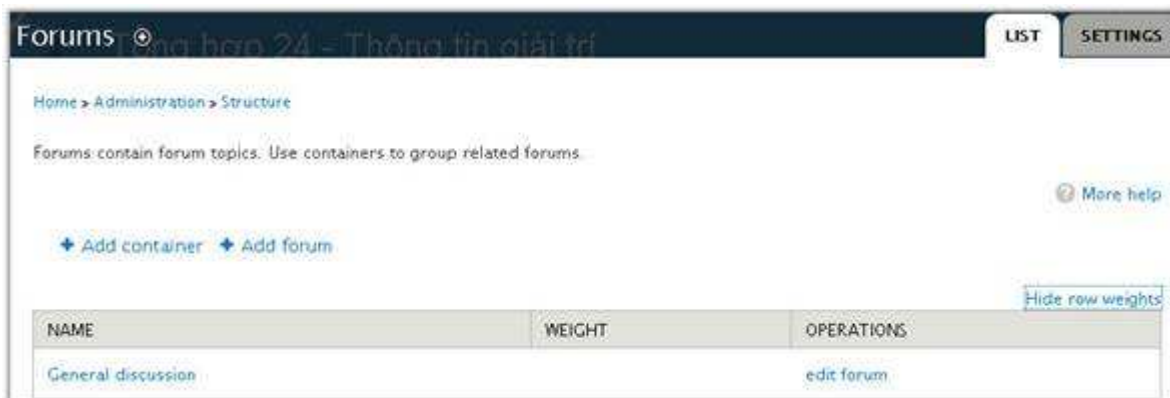 Forums
Tổng hợp 24 - Thông tin giải trí
LIST
SETTINGS
Home » Administration » Structure
Forums contain forum topics. Use containers to group related forums.
More help
Add container
Add forum
Hide row weights
NAME
WEIGHT
OPERATIONS
General discussion
edit forum